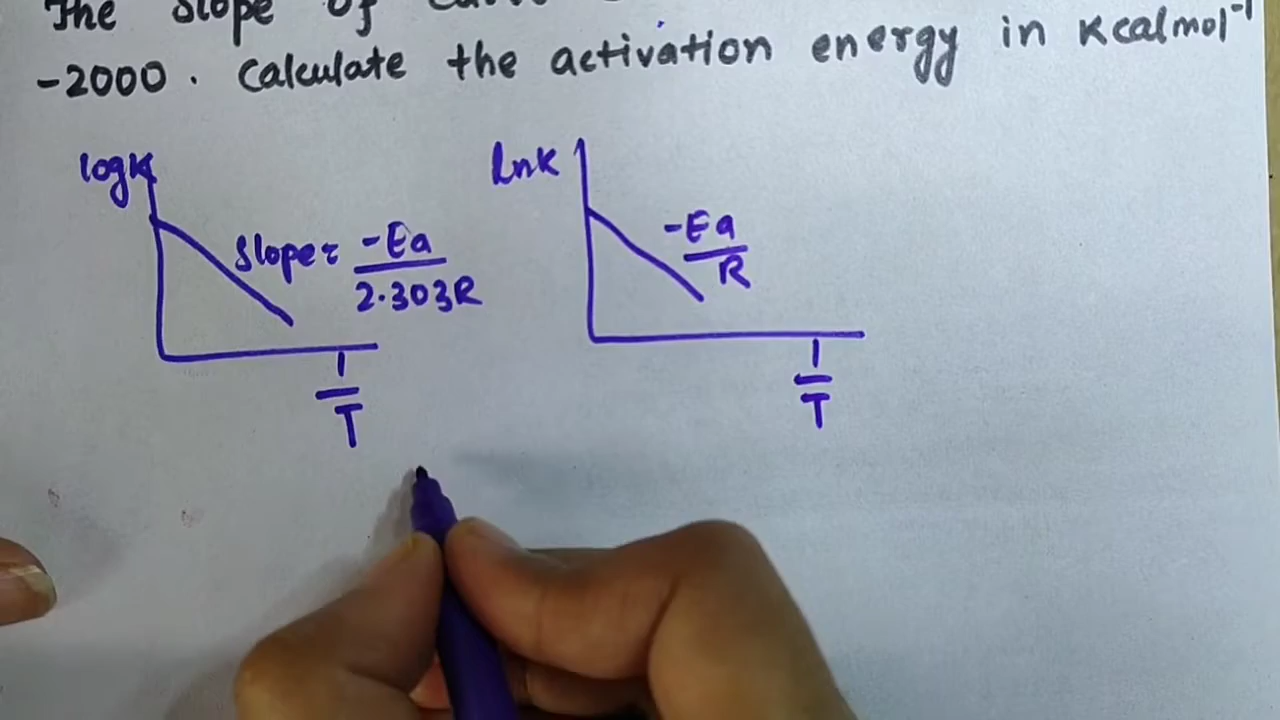 The slope of
-2000. Calculate the activation energy in Kcalmol⁻¹
logK
Slope = -Ea
2.303R
1
T
lnK
-Ea
R
1
T